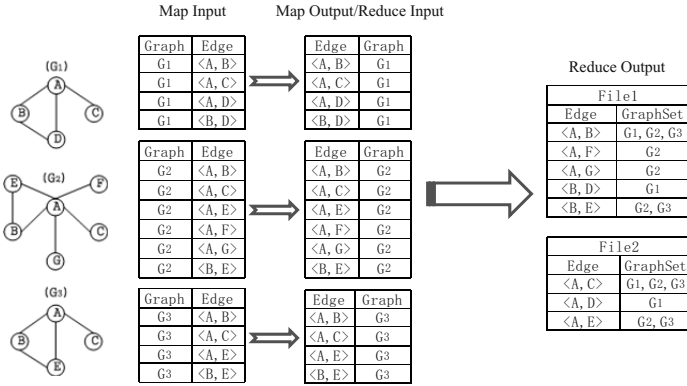 Map Input
Map Output/Reduce Input
Reduce Output
(G1)
A
B
C
D
Graph Edge
G1 <A, B>
G1 <A, C>
G1 <A, D>
G1 <B, D>
Edge Graph
<A, B> G1
<A, C> G1
<A, D> G1
<B, D> G1
(G2)
E
F
A
B
C
G
Graph Edge
G2 <A, B>
G2 <A, C>
G2 <A, E>
G2 <A, F>
G2 <A, G>
G2 <B, E>
Edge Graph
<A, B> G2
<A, C> G2
<A, E> G2
<A, F> G2
<A, G> G2
<B, E> G2
(G3)
A
B
C
E
Graph Edge
G3 <A, B>
G3 <A, C>
G3 <A, E>
G3 <B, E>
Edge Graph
<A, B> G3
<A, C> G3
<A, E> G3
<B, E> G3
File1
Edge GraphSet
<A, B> G1, G2, G3
<A, F> G2
<A, G> G2
<B, D> G1
<B, E> G2, G3
File2
Edge GraphSet
<A, C> G1, G2, G3
<A, D> G1
<A, E> G2, G3